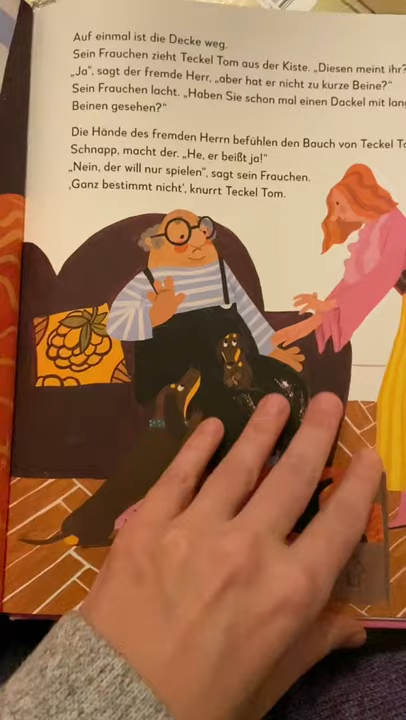 Auf einmal ist die Decke weg.
Sein Frauchen zieht Teckel Tom aus der Kiste. „Diesen meint ihr?
„Ja“, sagt der fremde Herr, „aber hat er nicht zu kurze Beine?“
Sein Frauchen lacht. „Haben Sie schon mal einen Dackel mit
Beinen gesehen?“
Die Hände des fremden Herrn befühlen den Bauch von Teckel
Schnapp, macht der. „He, er beißt ja!“
„Nein, der will nur spielen“, sagt sein Frauchen.
‚Ganz bestimmt nicht‘, knurrt Teckel Tom.